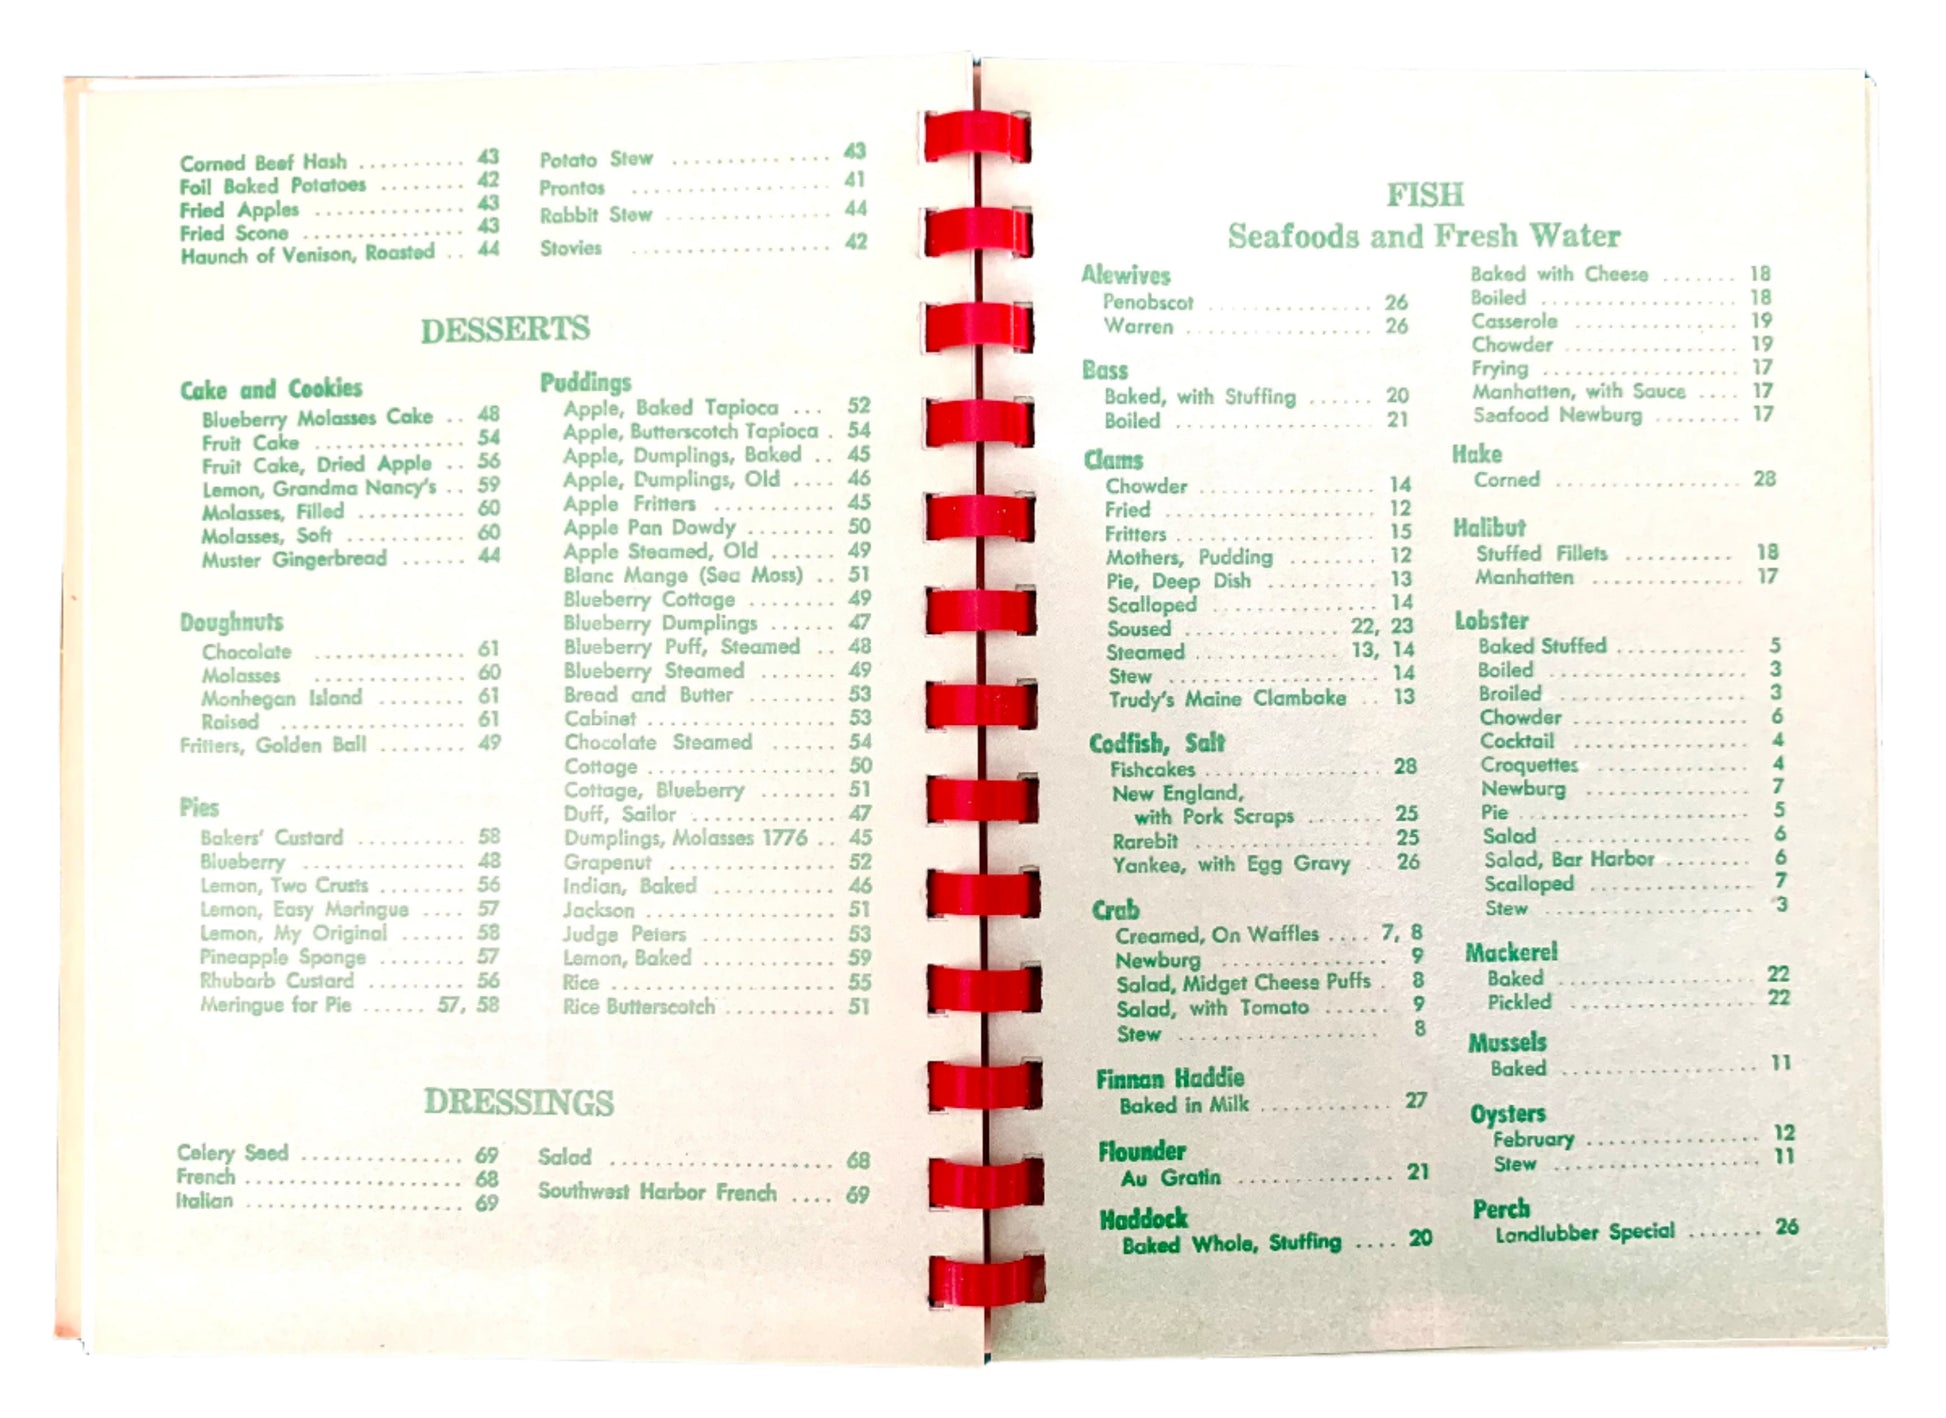 Corned Beef Hash .......... 43
Foil Baked Potatoes ........ 42
Fried Apples .............. 43
Fried Scone ............... 43
Haunch of Venison, Roasted .. 44
Potato Stew ............... 43
Prontos ................... 41
Rabbit Stew ............... 44
Stovies ................... 42
DESSERTS
Cake and Cookies
Blueberry Molasses Cake .. 48
Fruit Cake .............. 54
Fruit Cake, Dried Apple .. 56
Lemon, Grandma Nancy's .. 59
Molasses, Filled .......... 60
Molasses, Soft ........... 60
Muster Gingerbread ...... 44
Doughnuts
Chocolate .............. 61
Molasses .............. 60
Monhegan Island ........ 61
Raised ................. 61
Fritters, Golden Ball ........ 49
Pies
Bakers' Custard .......... 58
Blueberry ............... 48
Lemon, Two Crusts ........ 56
Lemon, Easy Meringue .... 57
Lemon, My Original ...... 58
Pineapple Sponge ........ 57
Rhubarb Custard ......... 56
Meringue for Pie ...... 57, 58
Puddings
Apple, Baked Tapioca ... 52
Apple, Butterscotch Tapioca . 54
Apple, Dumplings, Baked .. 45
Apple, Dumplings, Old .... 46
Apple Fritters ........... 45
Apple Pan Dowdy ........ 50
Apple Steamed, Old ...... 49
Blanc Mange (Sea Moss) .. 51
Blueberry Cottage ........ 49
Blueberry Dumplings ...... 47
Blueberry Puff, Steamed .. 48
Blueberry Steamed ....... 49
Bread and Butter ........ 53
Cabinet ................. 53
Chocolate Steamed ...... 54
Cottage ................. 50
Cottage, Blueberry ....... 51
Duff, Sailor ............. 47
Dumplings, Molasses 1776 .. 45
Grapenut ............... 52
Indian, Baked ........... 46
Jackson ................. 51
Judge Peters ............ 53
Lemon, Baked ............ 59
Rice .................... 55
Rice Butterscotch .......... 51
DRESSINGS
Celery Seed ............... 69
French .................... 68
Italian .................... 69
Salad .................... 68
Southwest Harbor French .... 69
FISH
Seafoods and Fresh Water
Alewives
Penobscot ............... 26
Warren ................. 26
Bass
Baked, with Stuffing ...... 20
Boiled .................. 21
Clams
Chowder ................ 14
Fried ................... 12
Fritters ................. 15
Mothers, Pudding ........ 12
Pie, Deep Dish .......... 13
Scalloped ............... 14
Soused ............. 22, 23
Steamed ............ 13, 14
Stew ................... 14
Trudy's Maine Clambake .. 13
Codfish, Salt
Fishcakes ................ 28
New England,
with Pork Scraps ....... 25
Rarebit ................. 25
Yankee, with Egg Gravy .. 26
Crab
Creamed, On Waffles .... 7, 8
Newburg ................ 9
Salad, Midget Cheese Puffs . 8
Salad, with Tomato ...... 9
Stew ................... 8
Finnan Haddie
Baked in Milk ............ 27
Flounder
Au Gratin .............. 21
Haddock
Baked Whole, Stuffing .... 20
Baked with Cheese ....... 18
Boiled .................. 18
Casserole ............... 19
Chowder ................ 19
Frying .................. 17
Manhatten, with Sauce .... 17
Seafood Newburg ........ 17
Hake
Corned ................. 28
Halibut
Stuffed Fillets .......... 18
Manhatten .............. 17
Lobster
Baked Stuffed ............ 5
Boiled .................. 3
Broiled .................. 3
Chowder ................ 6
Cocktail ................ 4
Croquettes .............. 4
Newburg ............... 7
Pie .................... 5
Salad .................. 6
Salad, Bar Harbor ........ 6
Scalloped ............... 7
Stew ................... 3
Mackerel
Baked .................. 22
Pickled ................. 22
Mussels
Baked .................. 11
Oysters
February ................ 12
Stew ................... 11
Perch
Landlubber Special ....... 26